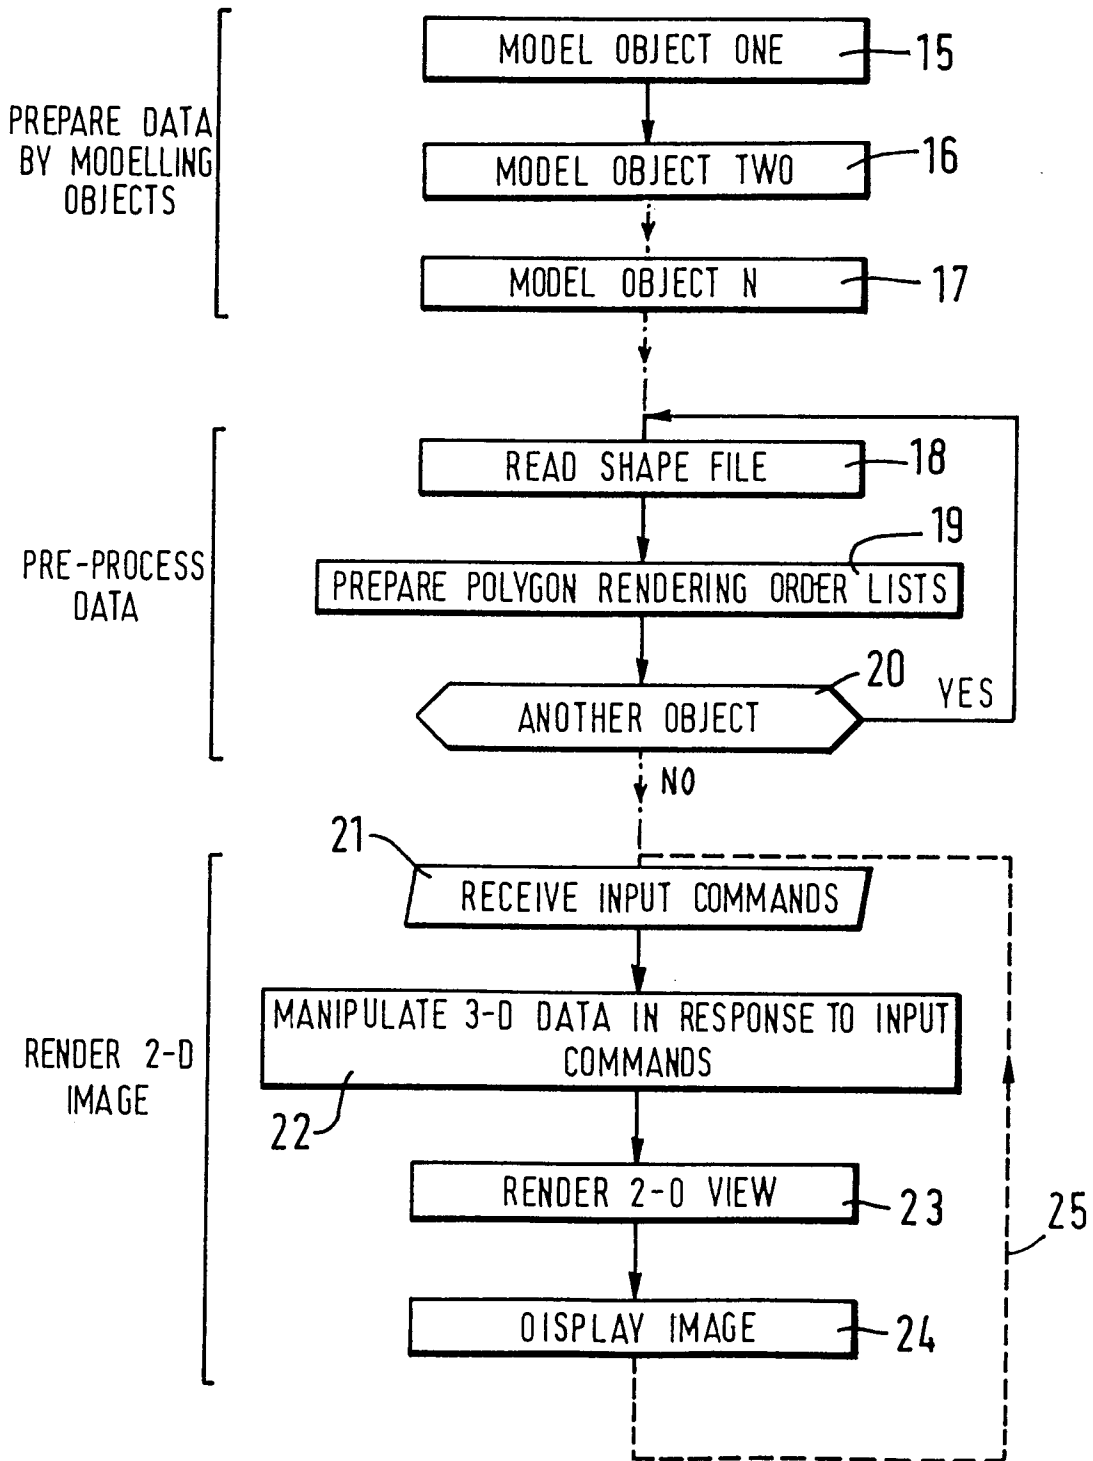 MODEL OBJECT ONE
15
PREPARE DATA
BY MODELLING
OBJECTS
MODEL OBJECT TWO
16
MODEL OBJECT N
17
READ SHAPE FILE
18
19
PRE-PROCESS
DATA
PREPARE POLYGON RENDERING ORDER LISTS
20
YES
ANOTHER OBJECT
NO
21
RECEIVE INPUT COMMANDS
MANIPULATE 3-D DATA IN RESPONSE TO INPUT
COMMANDS
RENDER 2-D
IMAGE
22
RENDER 2-D VIEW
23
25
DISPLAY IMAGE
24